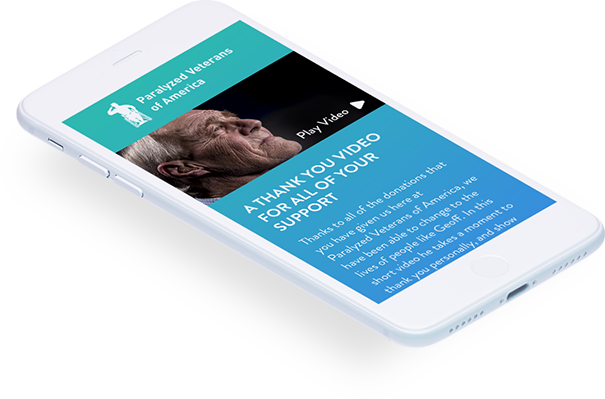 Paralyzed Veterans
of America
Play Video
A THANK YOU VIDEO
FOR ALL OF YOUR
SUPPORT
Thanks to all of the donations that
you have given us here at
Paralyzed Veterans of America, we
have been able to change to the
lives of people like Geoff. In this
short video he takes a moment to
thank you personally, and show